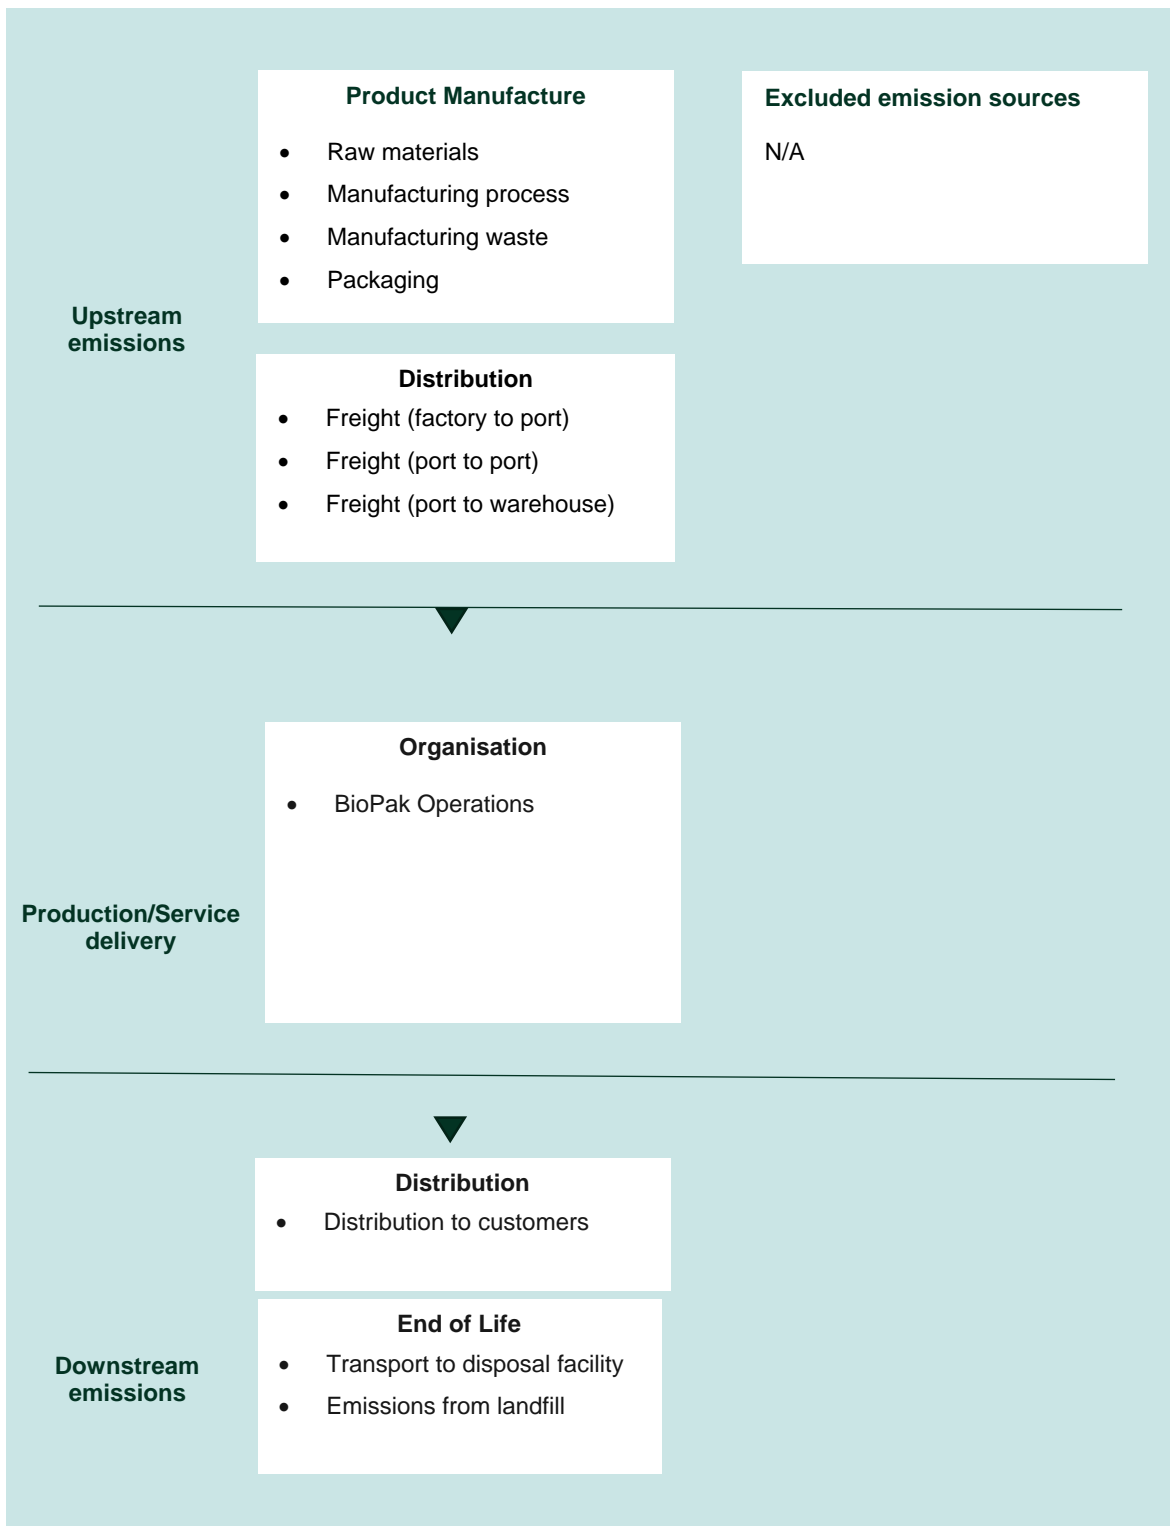 Product Manufacture
• Raw materials
• Manufacturing process
• Manufacturing waste
• Packaging
Excluded emission sources
N/A
Upstream
emissions
Distribution
• Freight (factory to port)
• Freight (port to port)
• Freight (port to warehouse)
Organisation
• BioPak Operations
Production/Service
delivery
Distribution
• Distribution to customers
End of Life
• Transport to disposal facility
• Emissions from landfill
Downstream
emissions